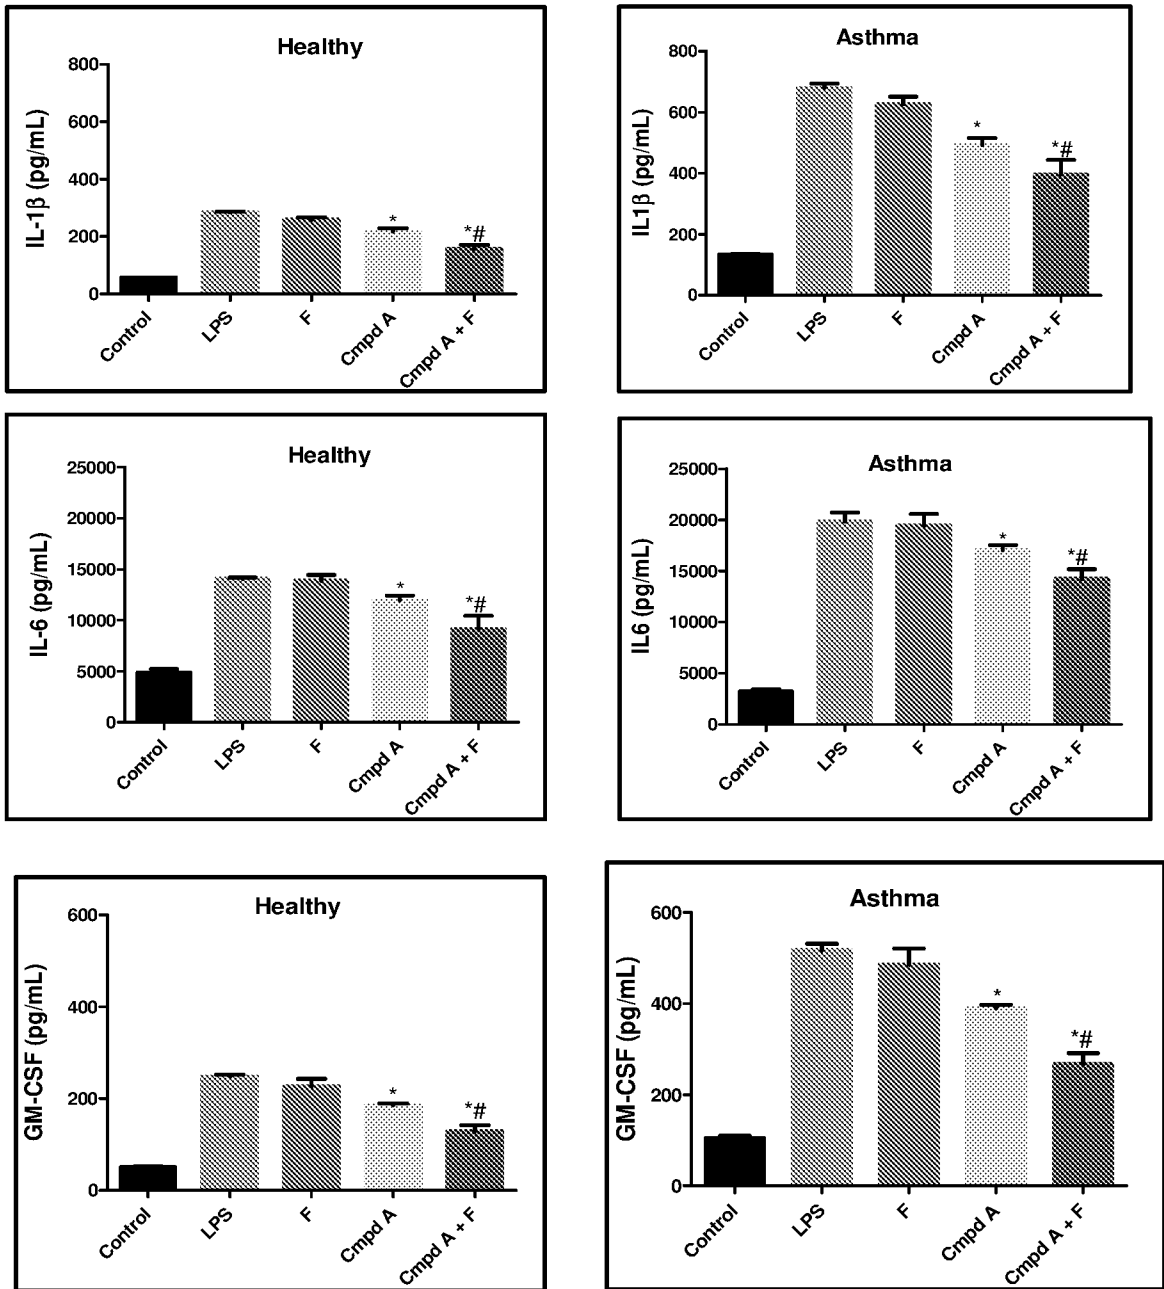 Healthy
IL-1β (pg/mL)
800
600
400
200
0
*
*#
Control
LPS
F
Cmpd A
Cmpd A + F
Asthma
IL1β (pg/mL)
800
600
400
200
0
*
*#
Control
LPS
F
Cmpd A
Cmpd A + F
Healthy
IL-6 (pg/mL)
25000
20000
15000
10000
5000
0
*
*#
Control
LPS
F
Cmpd A
Cmpd A + F
Asthma
IL6 (pg/mL)
25000
20000
15000
10000
5000
0
*
*#
Control
LPS
F
Cmpd A
Cmpd A + F
Healthy
GM-CSF (pg/mL)
600
400
200
0
*
*#
Control
LPS
F
Cmpd A
Cmpd A + F
Asthma
GM-CSF (pg/mL)
600
400
200
0
*
*#
Control
LPS
F
Cmpd A
Cmpd A + F